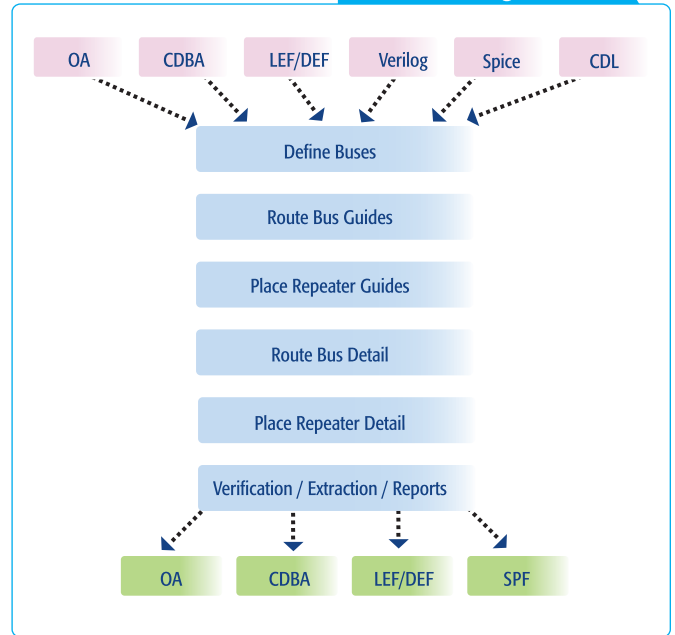 OA CDBA LEF/DEF Verilog Spice CDL
Define Buses
Route Bus Guides
Place Repeater Guides
Route Bus Detail
Place Repeater Detail
Verification / Extraction / Reports
OA CDBA LEF/DEF SPF